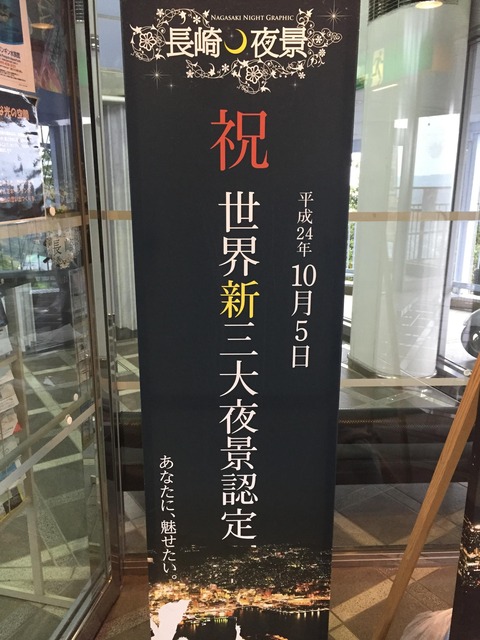 NAGASAKI NIGHT GRAPHIC
長崎夜景
祝
平成24年10月5日
世界新三大夜景認定
あなたに、魅せたい。